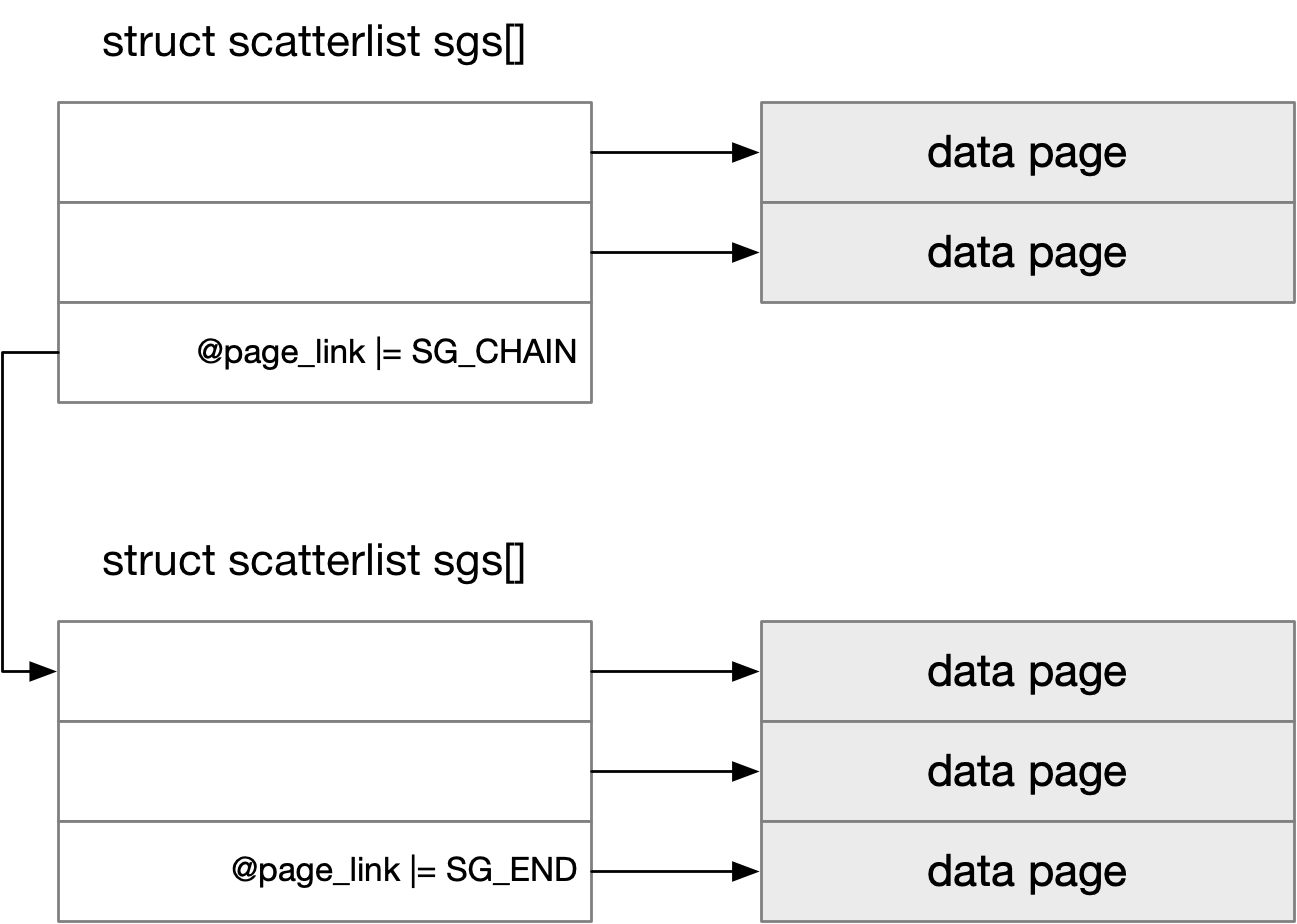 struct scatterlist sgs[]
data page
data page
@page_link |= SG_CHAIN
struct scatterlist sgs[]
data page
data page
@page_link |= SG_END
data page